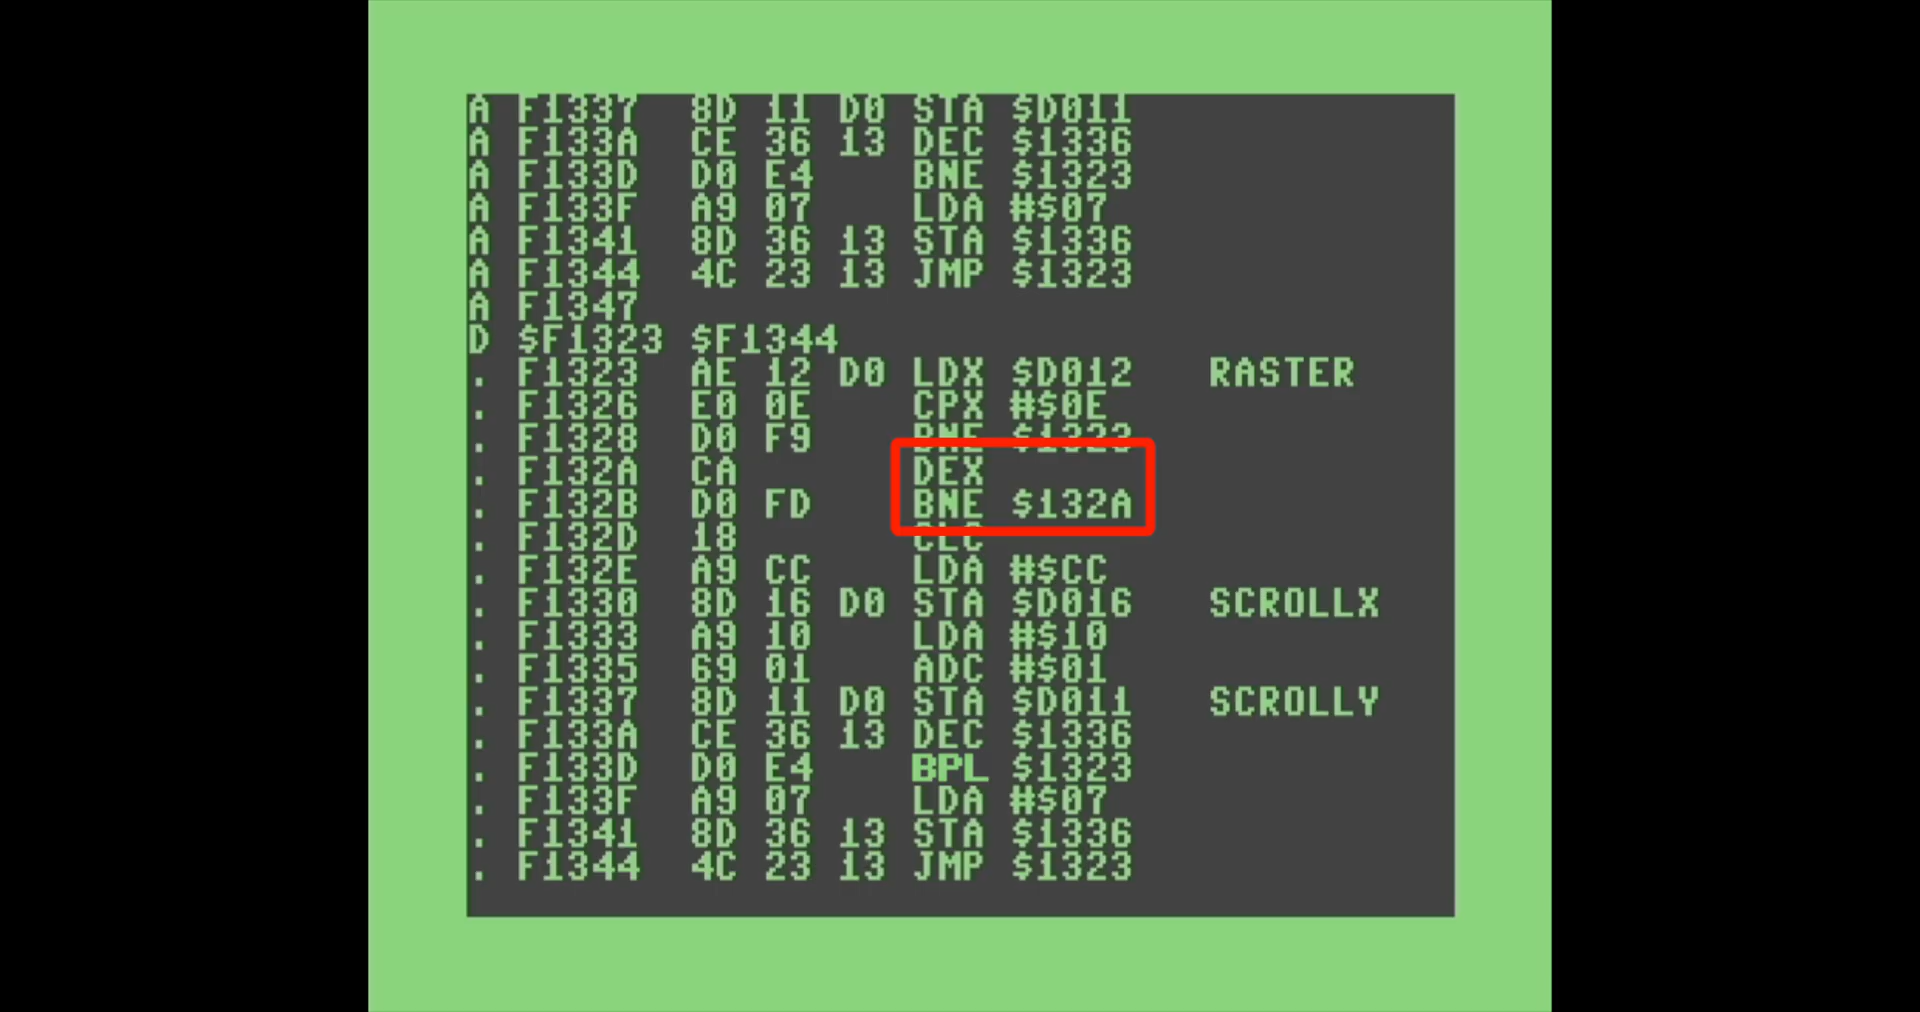 A F1337 8D 11 D0 STA $D011
A F133A CE 36 13 DEC $1336
A F133D D0 E4 BNE $1323
A F133F A9 07 LDA #$07
A F1341 8D 36 13 STA $1336
A F1344 4C 23 13 JMP $1323
A F1347
D $F1323 $F1344
. F1323 AE 12 D0 LDX $D012 RASTER
. F1326 E0 0E CPX #$0E
. F1328 D0 F9 BNE $1323
. F132A CA DEX
. F132B D0 FD BNE $132A
. F132D 18 CLC
. F132E A9 CC LDA #$CC
. F1330 8D 16 D0 STA $D016 SCROLLX
. F1333 A9 10 LDA #$10
. F1335 69 01 ADC #$01
. F1337 8D 11 D0 STA $D011 SCROLLY
. F133A CE 36 13 DEC $1336
. F133D D0 E4 BPL $1323
. F133F A9 07 LDA #$07
. F1341 8D 36 13 STA $1336
. F1344 4C 23 13 JMP $1323